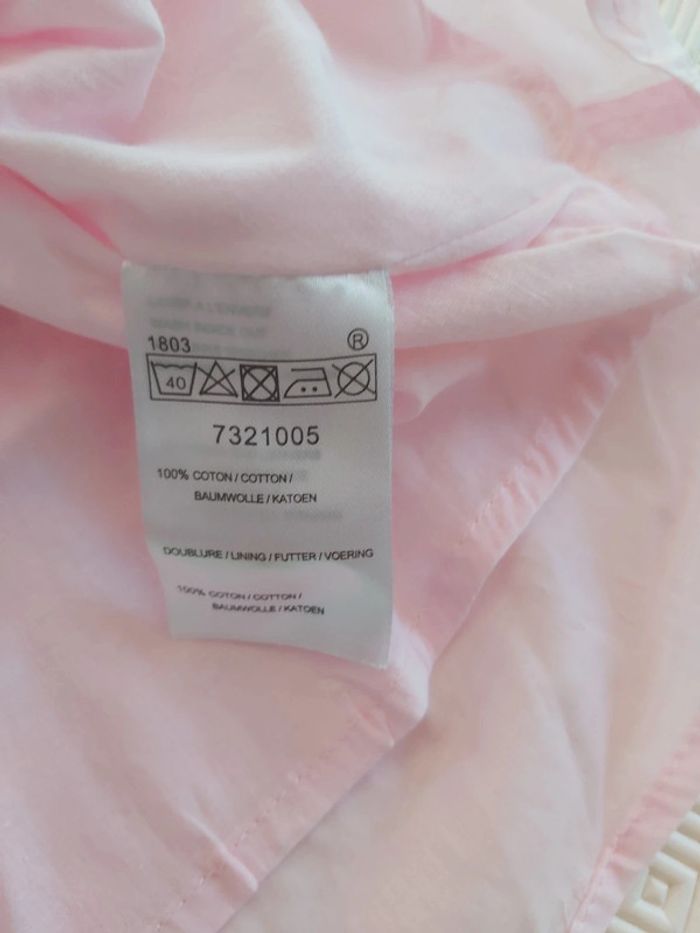 1803 ®
40
7321005
100% COTON / COTTON /
BAUMWOLLE / KATOEN
DOUBLURE / LINING / FUTTER / VOERING
100% COTON / COTTON /
BAUMWOLLE / KATOEN